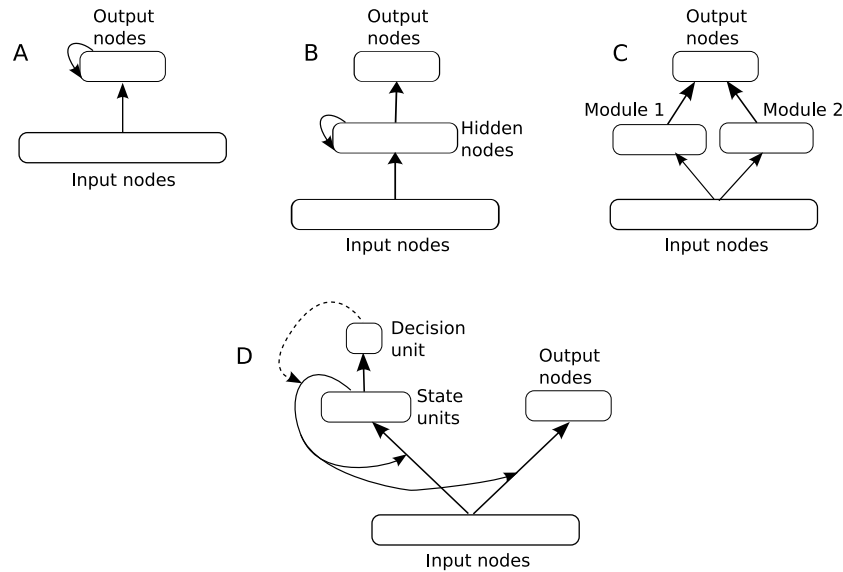 A
Output
nodes
Input nodes
B
Output
nodes
Hidden
nodes
Input nodes
C
Output
nodes
Module 1
Module 2
Input nodes
D
Decision
unit
State
units
Output
nodes
Input nodes